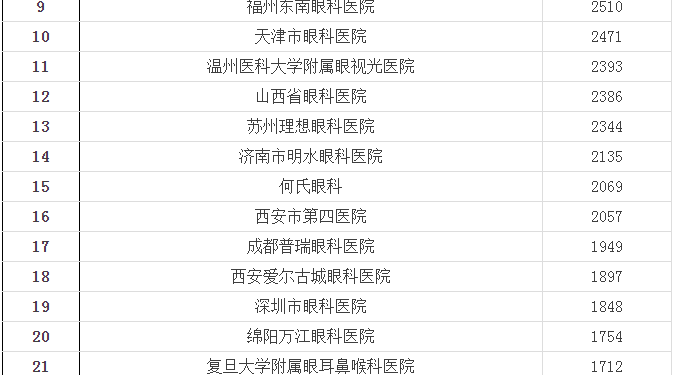 9 福州东南眼科医院 2510
10 天津市眼科医院 2471
11 温州医科大学附属眼视光医院 2393
12 山西省眼科医院 2386
13 苏州理想眼科医院 2344
14 济南市明水眼科医院 2135
15 何氏眼科 2069
16 西安市第四医院 2057
17 成都普瑞眼科医院 1949
18 西安爱尔古城眼科医院 1897
19 深圳市眼科医院 1848
20 绵阳万江眼科医院 1754
21 复旦大学附属眼耳鼻喉科医院 1712